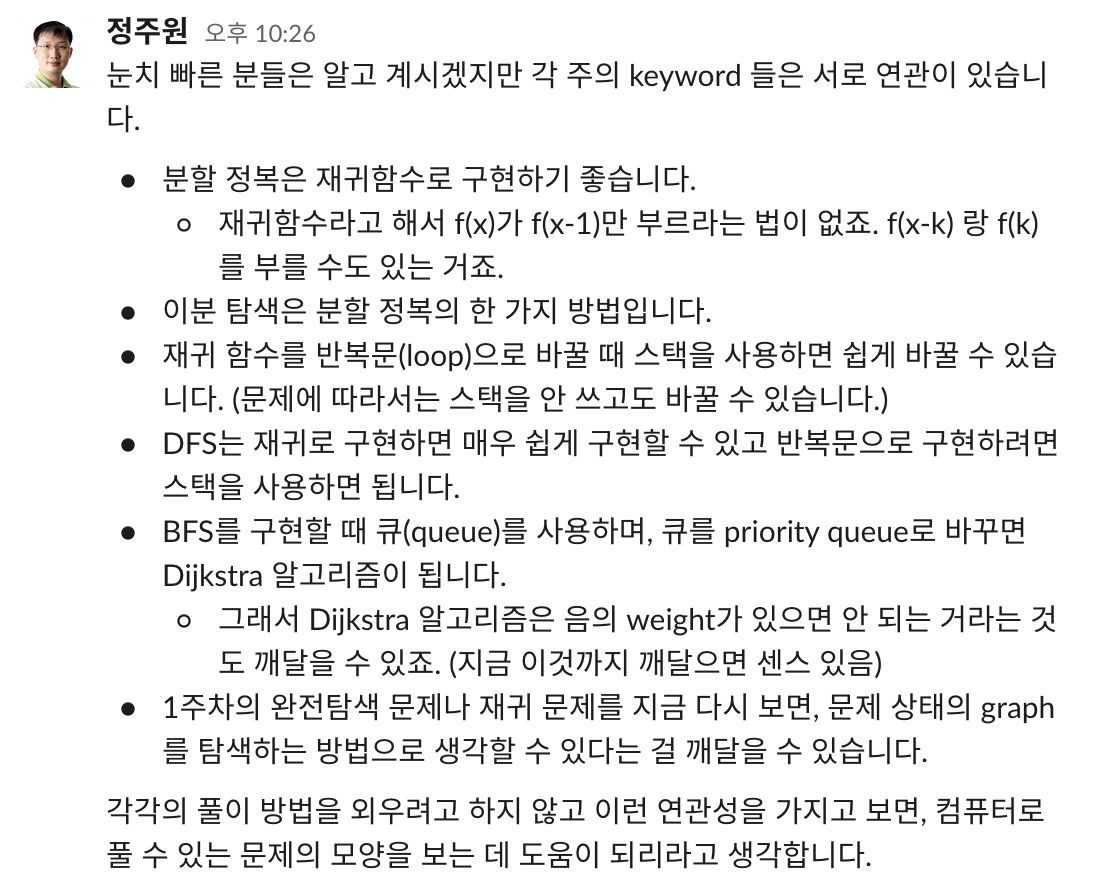 정주원 오후 10:26
눈치 빠른 분들은 알고 계시겠지만 각 주의 keyword 들은 서로 연관이 있습니
다.
● 분할 정복은 재귀함수로 구현하기 좋습니다.
○ 재귀함수라고 해서 f(x)가 f(x-1)만 부르라는 법이 없죠. f(x-k) 랑 f(k)
를 부를 수도 있는 거죠.
● 이분 탐색은 분할 정복의 한 가지 방법입니다.
● 재귀 함수를 반복문(loop)으로 바꿀 때 스택을 사용하면 쉽게 바꿀 수 있습
니다. (문제에 따라서는 스택을 안 쓰고도 바꿀 수 있습니다.)
● DFS는 재귀로 구현하면 매우 쉽게 구현할 수 있고 반복문으로 구현하려면
스택을 사용하면 됩니다.
● BFS를 구현할 때 큐(queue)를 사용하며, 큐를 priority queue로 바꾸면
Dijkstra 알고리즘이 됩니다.
○ 그래서 Dijkstra 알고리즘은 음의 weight가 있으면 안 되는 거라는 것
도 깨달을 수 있죠. (지금 이것까지 깨달으면 센스 있음)
● 1주차의 완전탐색 문제나 재귀 문제를 지금 다시 보면, 문제 상태의 graph
를 탐색하는 방법으로 생각할 수 있다는 걸 깨달을 수 있습니다.
각각의 풀이 방법을 외우려고 하지 않고 이런 연관성을 가지고 보면, 컴퓨터로
풀 수 있는 문제의 모양을 보는 데 도움이 되리라고 생각합니다.